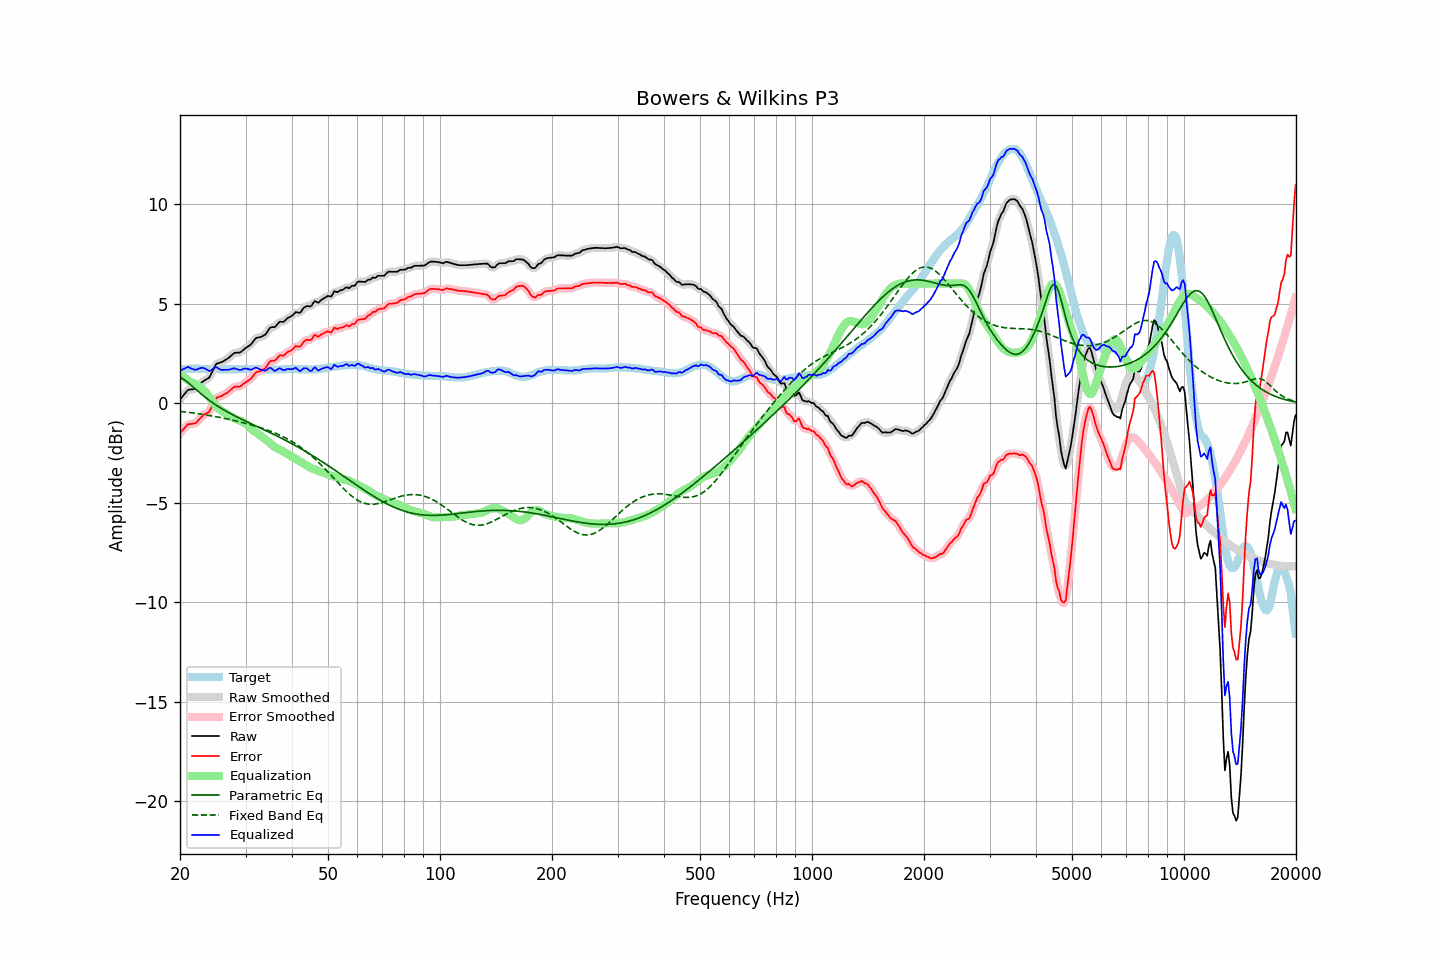 Bowers & Wilkins P3
Amplitude (dBr)
10
5
0
−5
−10
−15
−20
Target
Raw Smoothed
Error Smoothed
Raw
Error
Equalization
Parametric Eq
Fixed Band Eq
Equalized
20
50
100
200
500
1000
2000
5000
10000
20000
Frequency (Hz)